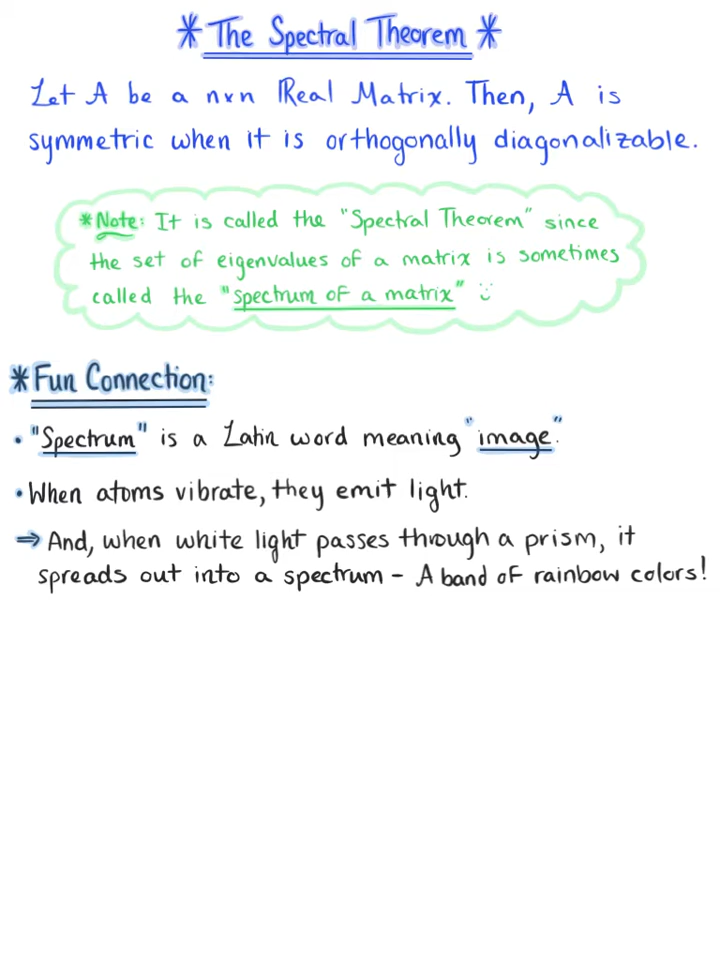 * The Spectral Theorem *
Let A be a nxn Real Matrix. Then, A is
symmetric when it is orthogonally diagonalizable.
*Note: It is called the "Spectral Theorem" since
the set of eigenvalues of a matrix is sometimes
called the "spectrum of a matrix" :)
*Fun Connection:
• "Spectrum" is a Latin word meaning "image".
• When atoms vibrate, they emit light.
⇒ And, when white light passes through a prism, it
spreads out into a spectrum - A band of rainbow colors!